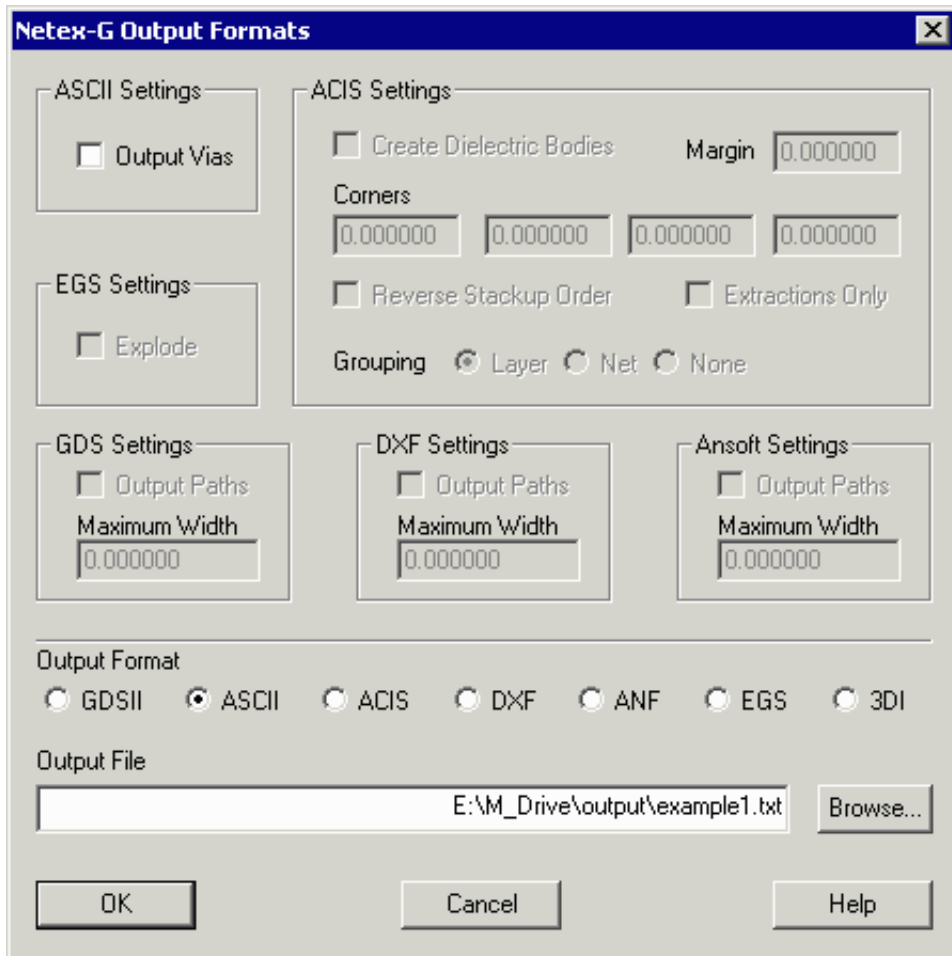 Netex-G Output Formats
ASCII Settings
Output Vias
ACIS Settings
Create Dielectric Bodies Margin 0.000000
Corners
0.000000 0.000000 0.000000 0.000000
Reverse Stackup Order Extractions Only
Grouping Layer Net None
EGS Settings
Explode
GDS Settings
Output Paths
Maximum Width
0.000000
DXF Settings
Output Paths
Maximum Width
0.000000
Ansoft Settings
Output Paths
Maximum Width
0.000000
Output Format
GDSII ASCII ACIS DXF ANF EGS 3DI
Output File
E:\M_Drive\output\example1.txt Browse...
OK Cancel Help